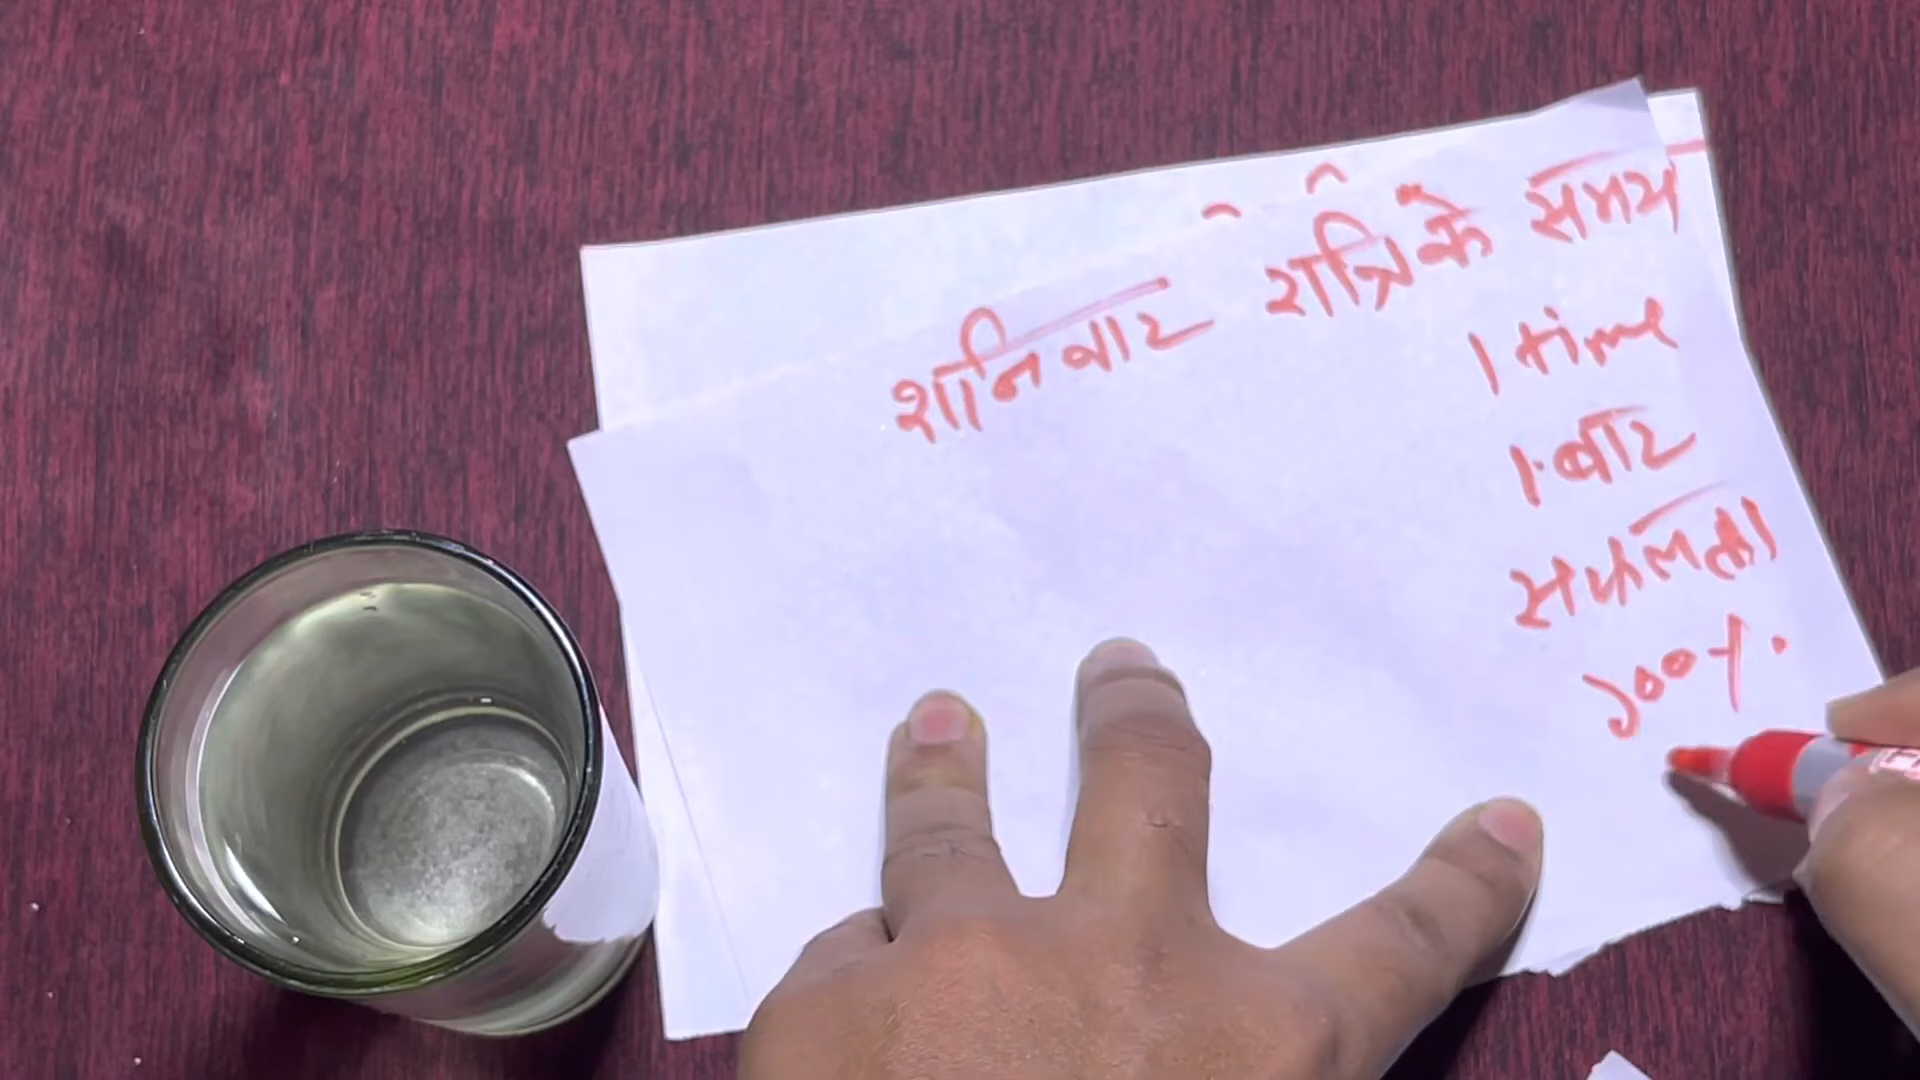 शनिवार रात्रि के समय
1 time
1 बार
सफलता
100%.